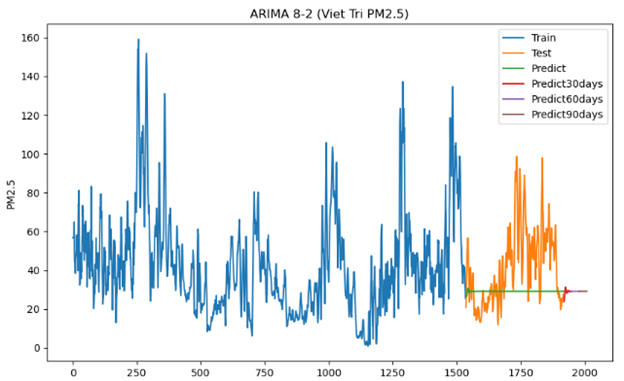 ARIMA 8-2 (Viet Tri PM2.5)
Train
Test
Predict
Predict30days
Predict60days
Predict90days
PM2.5
160
140
120
100
80
60
40
20
0
0 250 500 750 1000 1250 1500 1750 2000